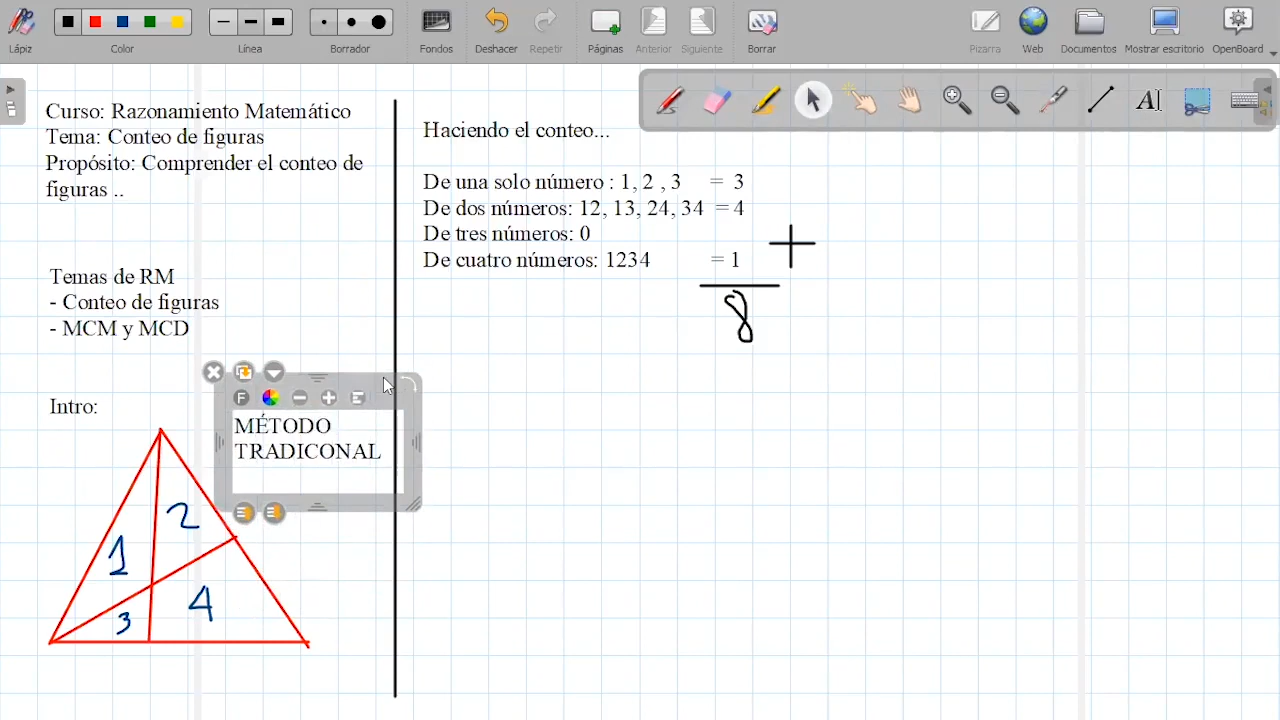 Lápiz
Color
Línea
Borrador
Fondos
Deshacer
Repetir
Páginas
Anterior
Siguiente
Borrar
Pizarra
Web
Documentos
Mostrar escritorio
OpenBoard
Curso: Razonamiento Matemático
Tema: Conteo de figuras
Propósito: Comprender el conteo de
figuras ..
Temas de RM
- Conteo de figuras
- MCM y MCD
Intro:
F
MÉTODO
TRADICONAL
1
2
3
4
Haciendo el conteo...
De una solo número : 1, 2 , 3 = 3
De dos números: 12, 13, 24, 34 = 4
De tres números: 0
De cuatro números: 1234 = 1
+
8